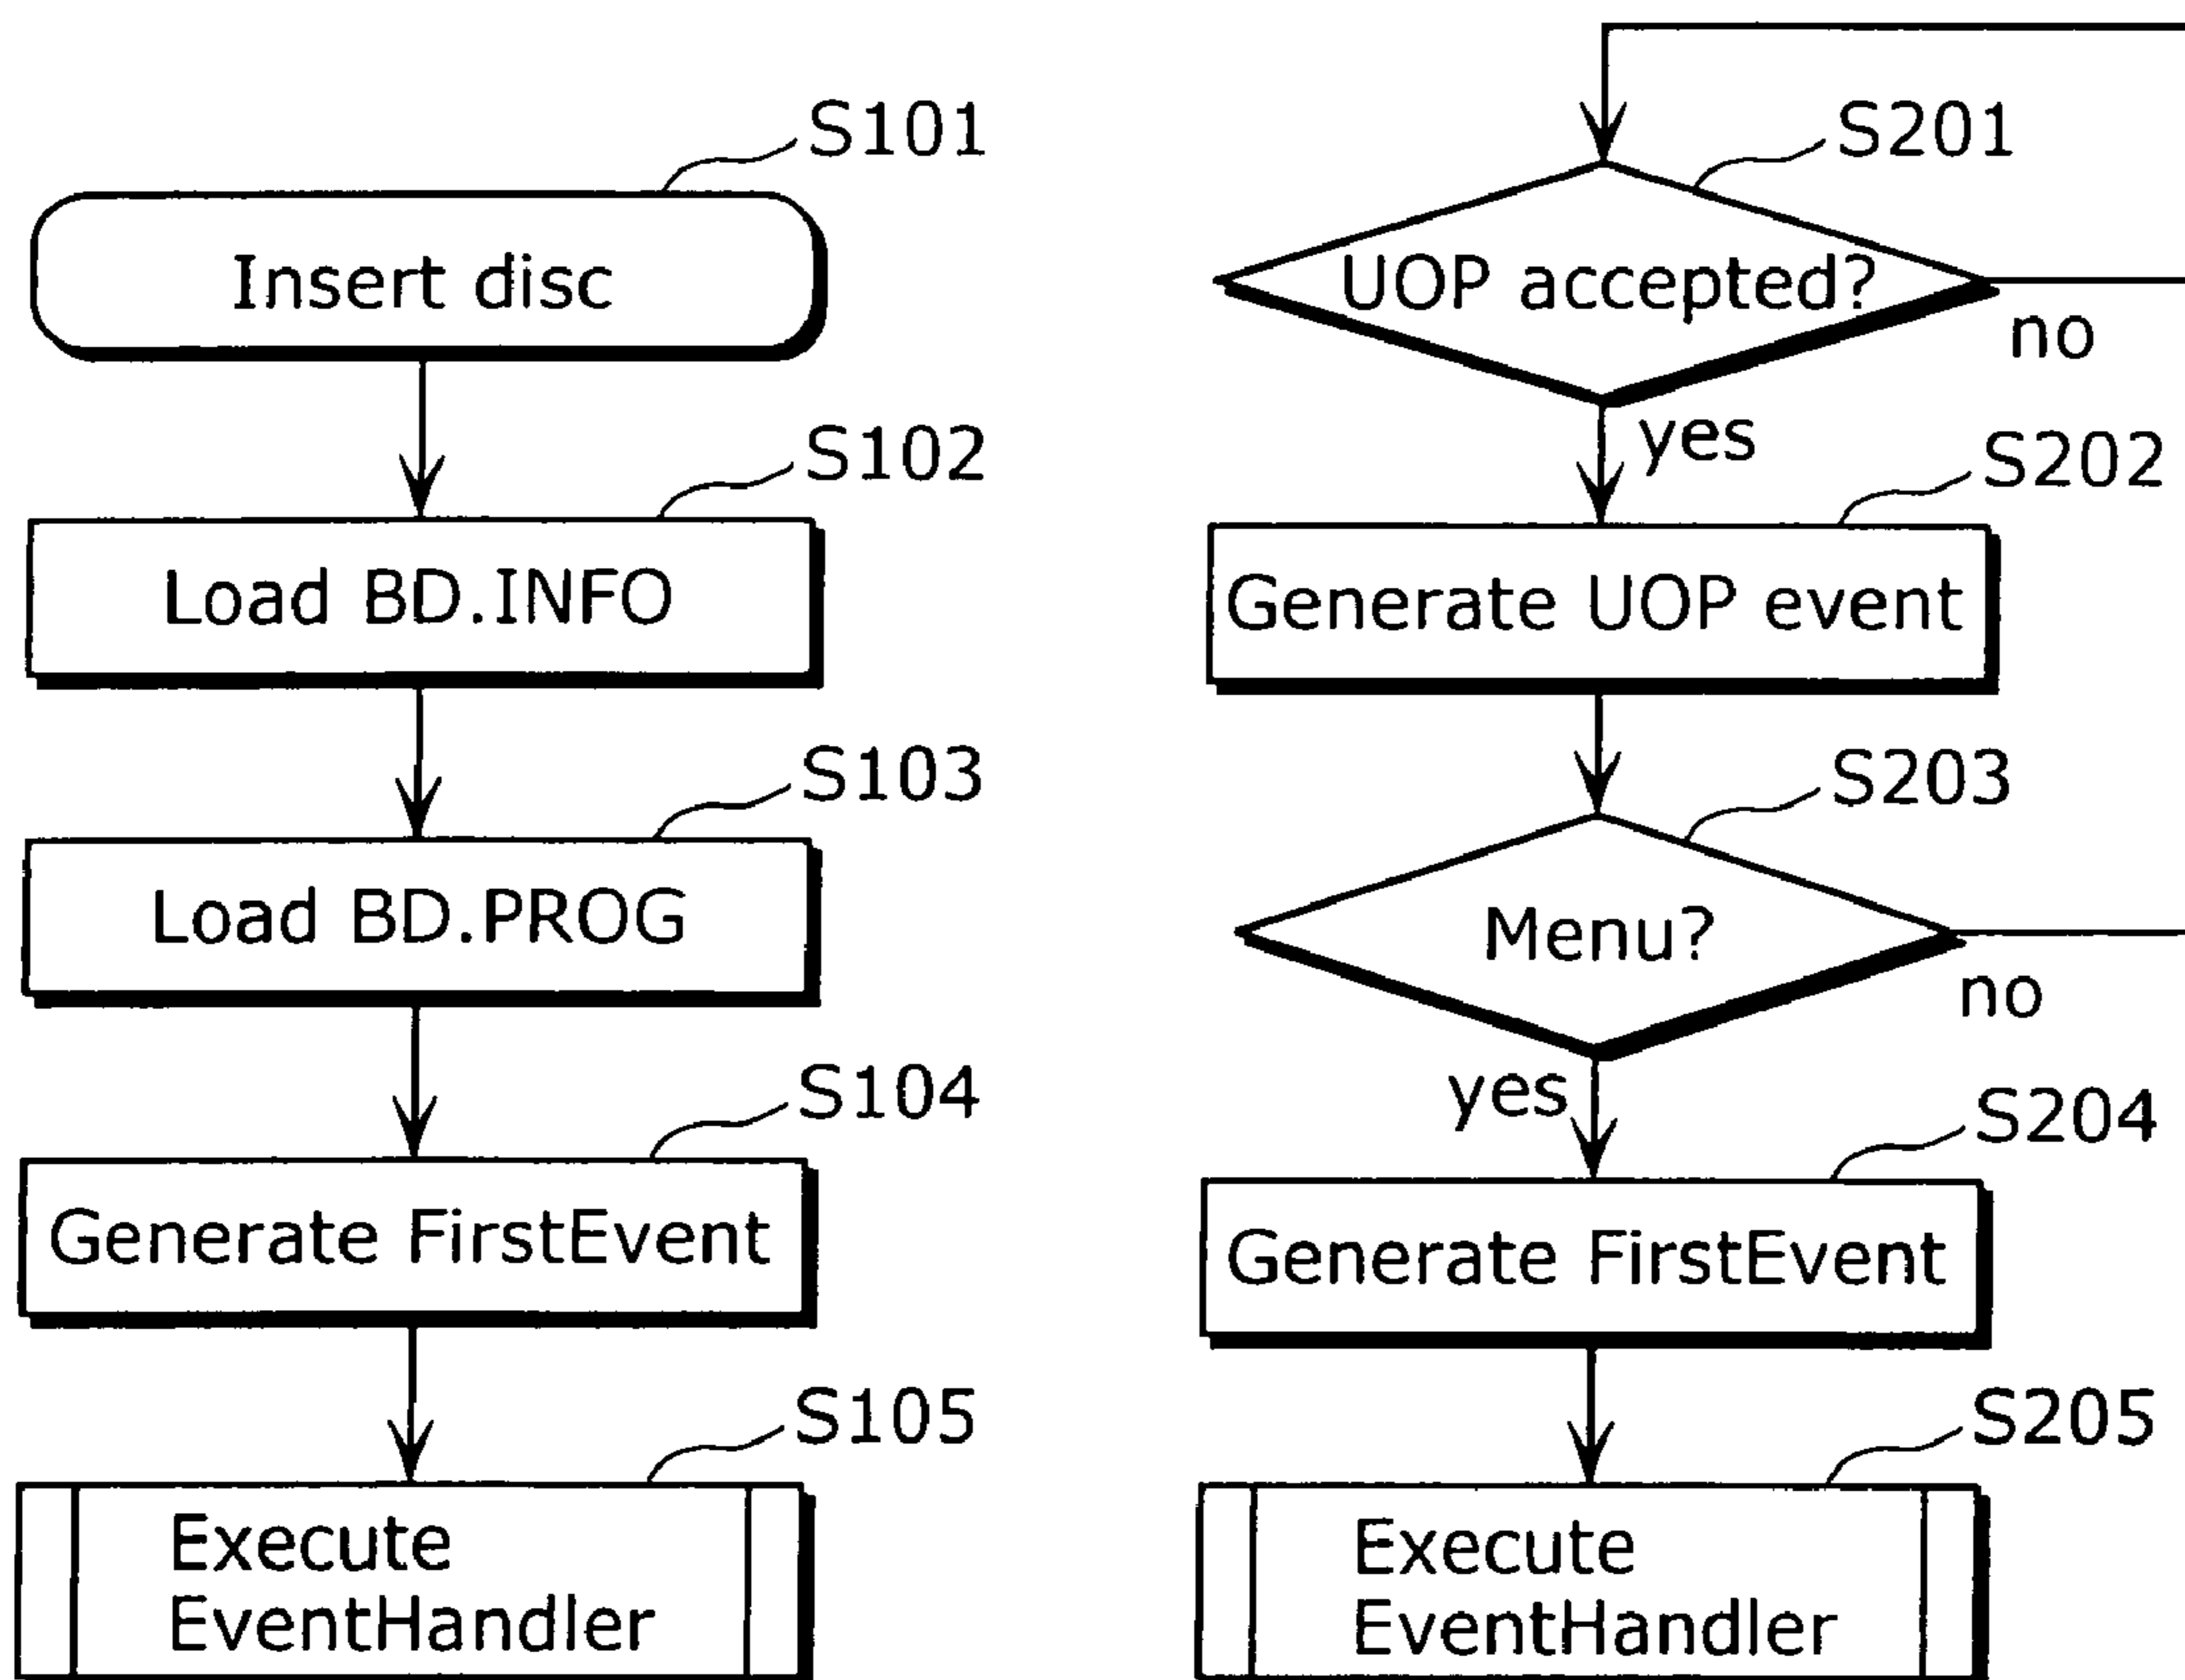 S101
Insert disc
S102
Load BD.INFO
S103
Load BD.PROG
S104
Generate FirstEvent
S105
Execute
EventHandler
S201
UOP accepted?
no
yes
S202
Generate UOP event
S203
Menu?
no
yes
S204
Generate FirstEvent
S205
Execute
EventHandler